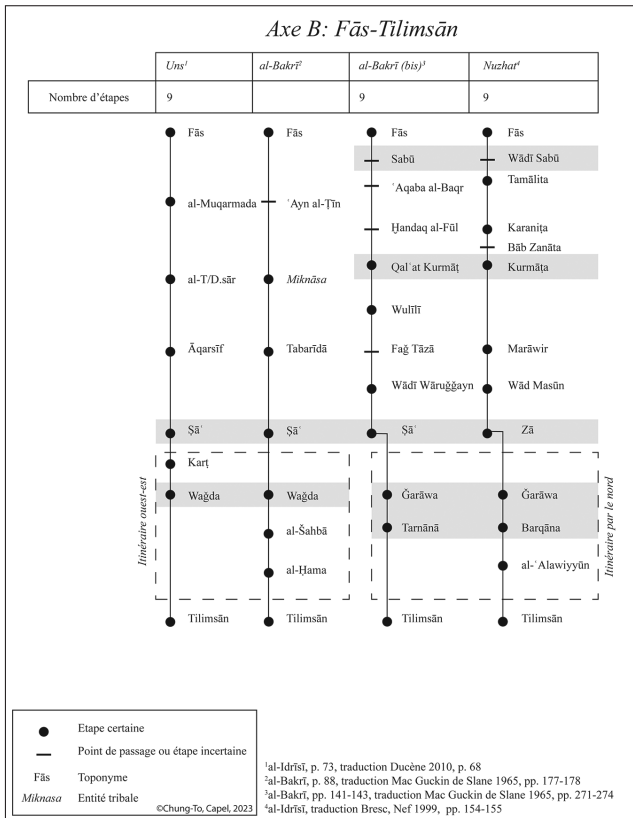 Axe B: Fās-Tilimsān
Uns¹ al-Bakrī² al-Bakrī (bis)³ Nuzhat⁴
Nombre d’étapes 9 9 9
Fās Fās Fās Fās
Sabū Wādī Sabū
Tamālita
ʿAqaba al-Baqr
al-Muqarmada ʿAyn al-Ṭīn
Ḫandaq al-Fūl Karaniṭa
Bāb Zanāta
Qalʿat Kurmāṭ Kurmāṭa
al-T/D.sār Miknāsa
Wulīlī
Āqarsīf Tabarīdā Faǧ Tāzā Marāwir
Wādī Wāruǧǧayn Wād Masūn
Ṣāʿ Ṣāʿ Ṣāʿ Zā
Karṭ
Waǧda Waǧda Ǧarāwa Ǧarāwa
al-Šahbā Tarnānā Barqāna
al-Ḥama al-ʿAlawiyyūn
Itinéraire ouest-est
Itinéraire par le nord
Tilimsān Tilimsān Tilimsān Tilimsān
Etape certaine
Point de passage ou étape incertaine
Fās Toponyme
Miknasa Entité tribale
©Chung-To, Capel, 2023
¹al-Idrīsī, p. 73, traduction Ducène 2010, p. 68
²al-Bakrī, p. 88, traduction Mac Guckin de Slane 1965, pp. 177-178
³al-Bakrī, pp. 141-143, traduction Mac Guckin de Slane 1965, pp. 271-274
⁴al-Idrīsī, traduction Bresc, Nef 1999, pp. 154-155